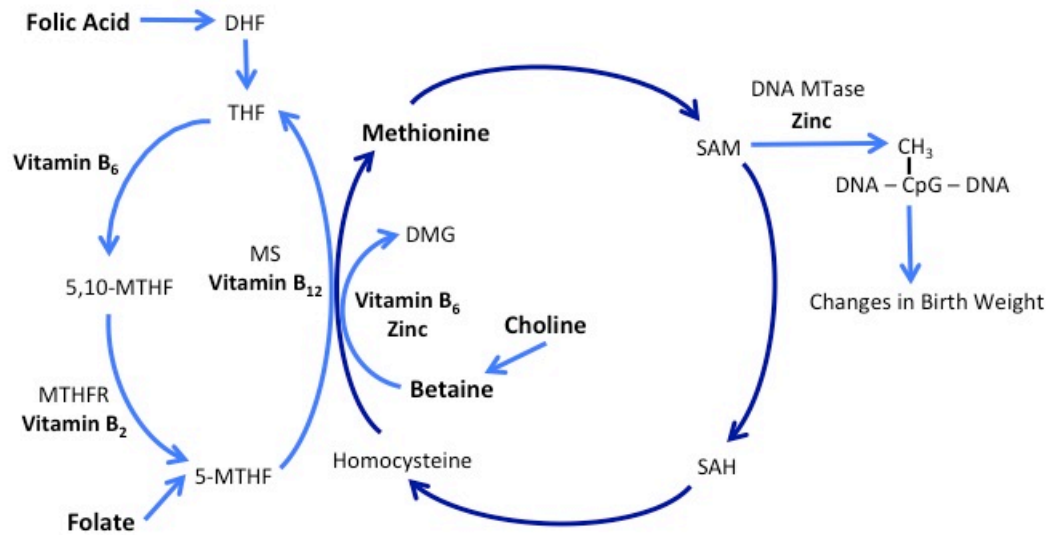 Folic Acid
DHF
THF
Vitamin B6
5,10-MTHF
MTHFR
Vitamin B2
5-MTHF
Folate
MS
Vitamin B12
Methionine
DMG
Vitamin B6
Zinc
Choline
Betaine
Homocysteine
SAM
SAH
DNA MTase
Zinc
CH3
DNA – CpG – DNA
Changes in Birth Weight